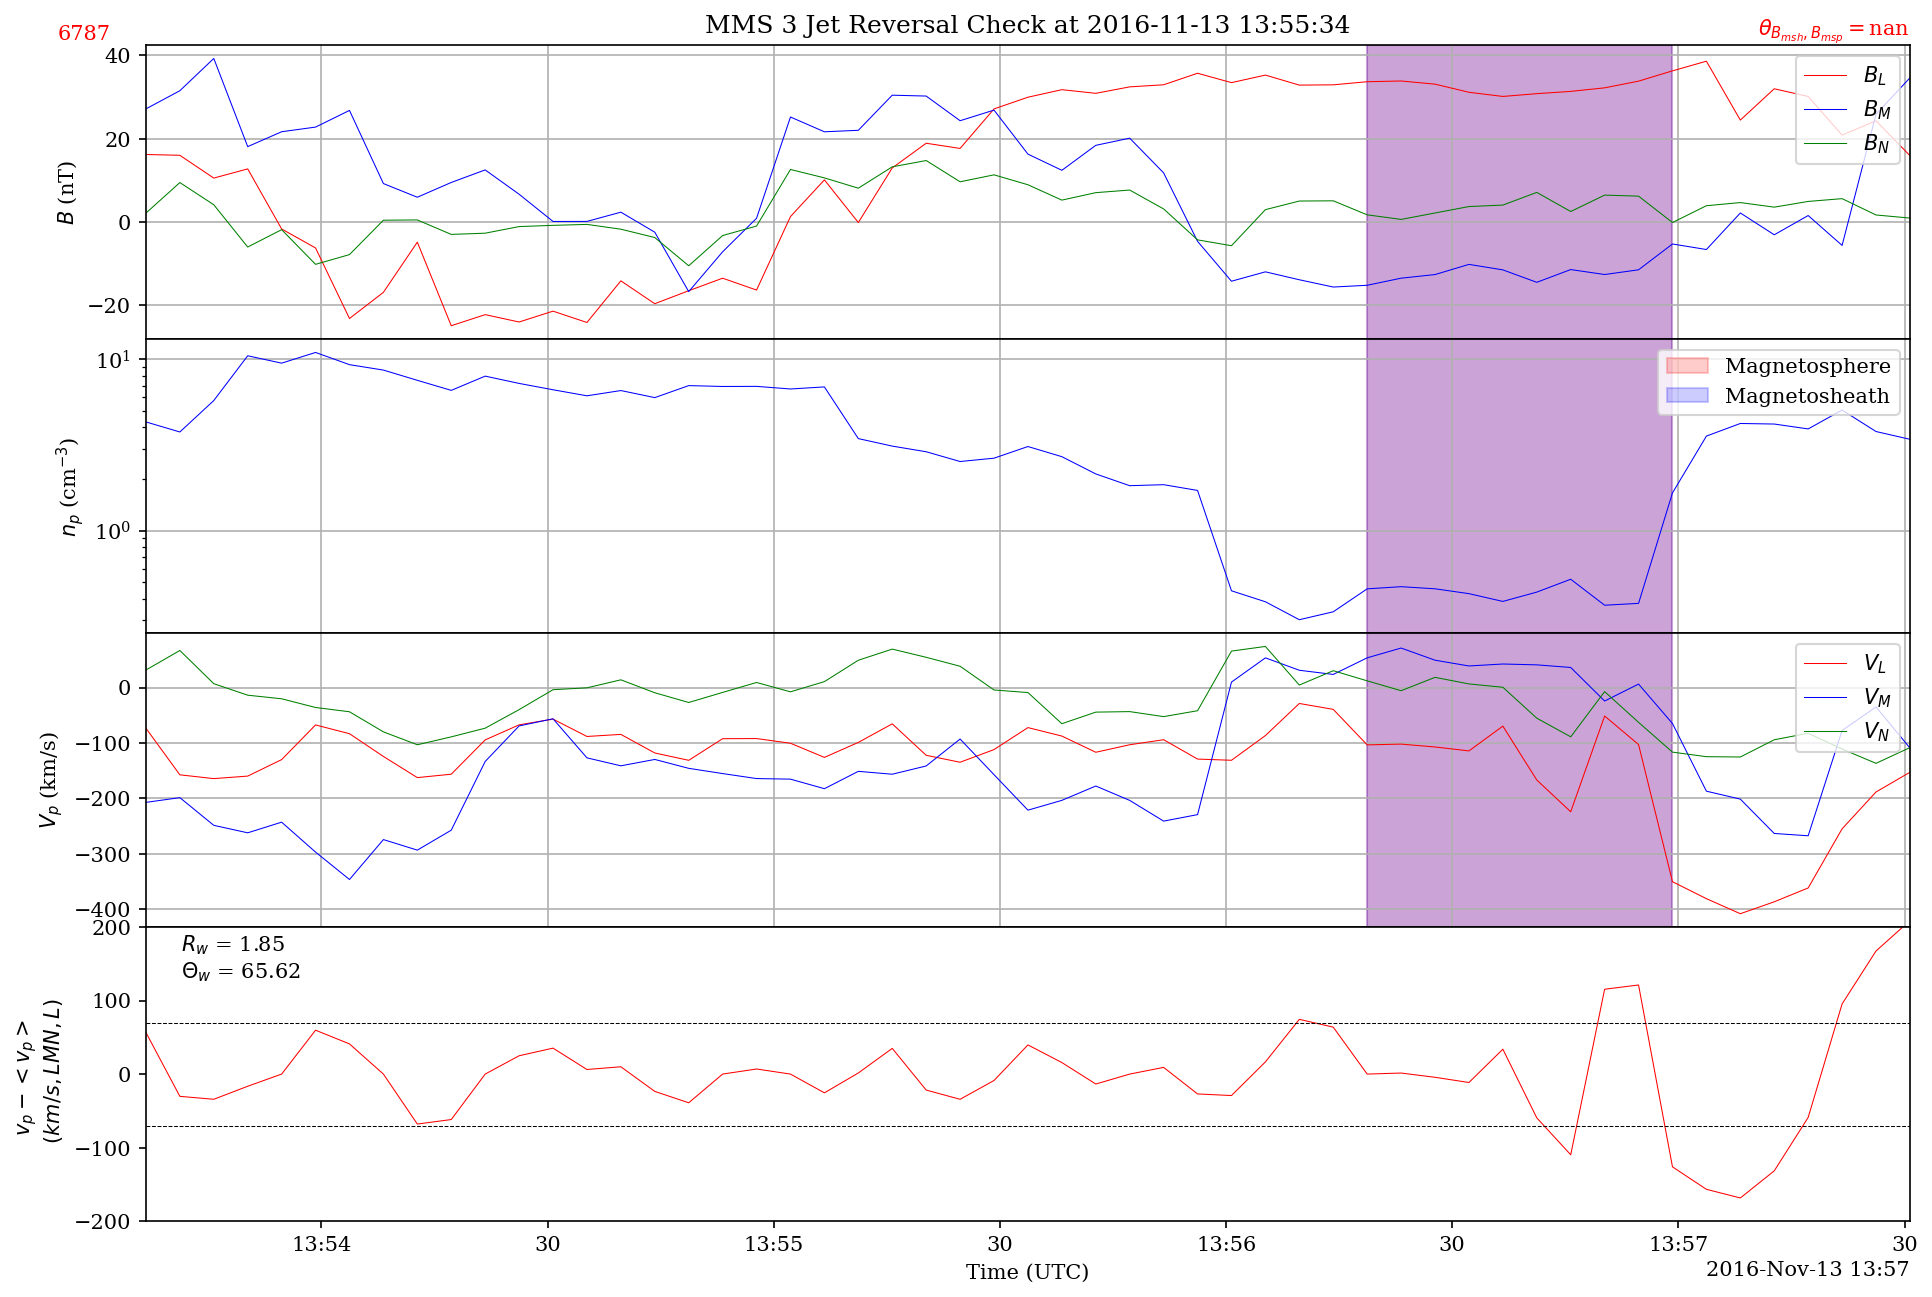 MMS 3 Jet Reversal Check at 2016-11-13 13:55:34
6787
θ_{B_{msh}, B_{msp}} = nan
40
20
0
−20
B (nT)
B_L
B_M
B_N
10^1
10^0
n_p (cm^{−3})
Magnetosphere
Magnetosheath
0
−100
−200
−300
−400
V_p (km/s)
V_L
V_M
V_N
200
100
0
−100
−200
v_p − < v_p >
(km/s, LMN, L)
R_w = 1.85
Θ_w = 65.62
13:54 30 13:55 30 13:56 30 13:57 30
Time (UTC)
2016-Nov-13 13:57